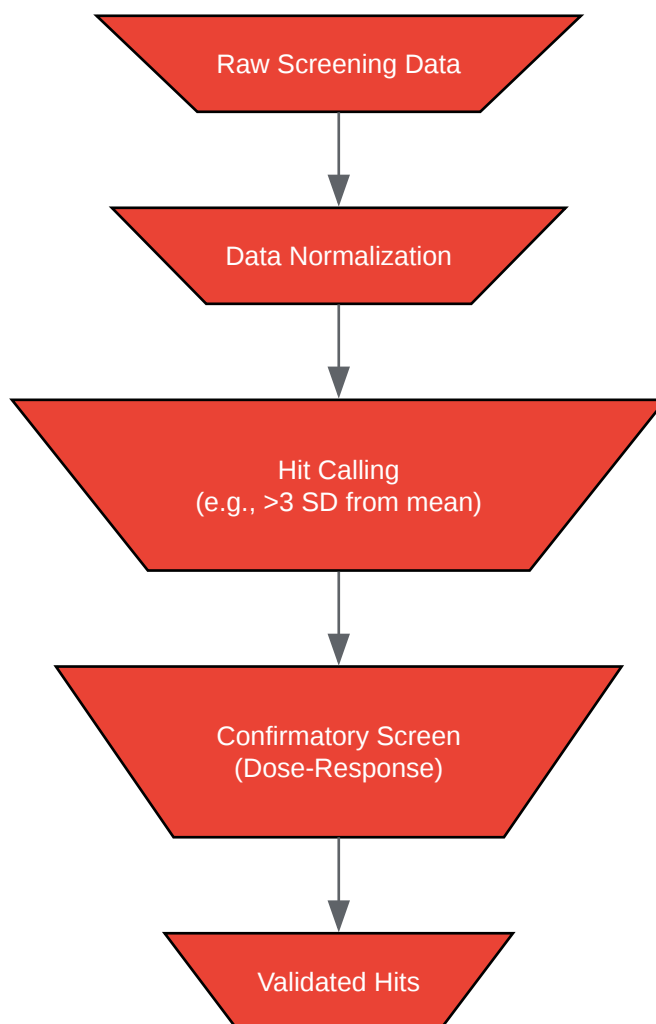 Raw Screening Data
Data Normalization
Hit Calling
(e.g., >3 SD from mean)
Confirmatory Screen
(Dose-Response)
Validated Hits